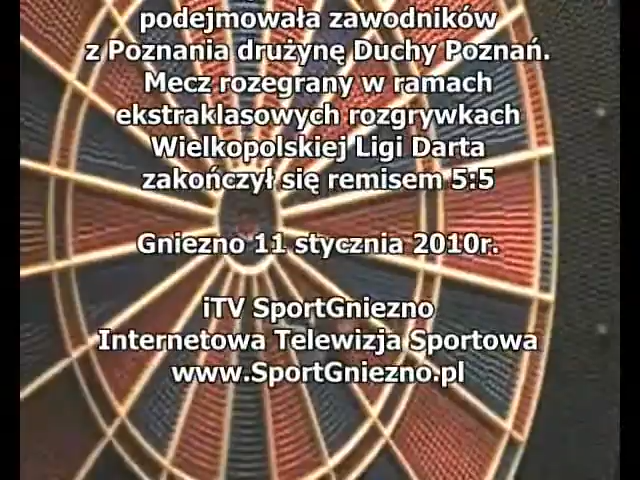 podejmowała zawodników
z Poznania drużynę Duchy Poznań.
Mecz rozegrany w ramach
ekstraklasowych rozgrywkach
Wielkopolskiej Ligi Darta
zakończył się remisem 5:5
Gniezno 11 stycznia 2010r.
iTV SportGniezno
Internetowa Telewizja Sportowa
www.SportGniezno.pl